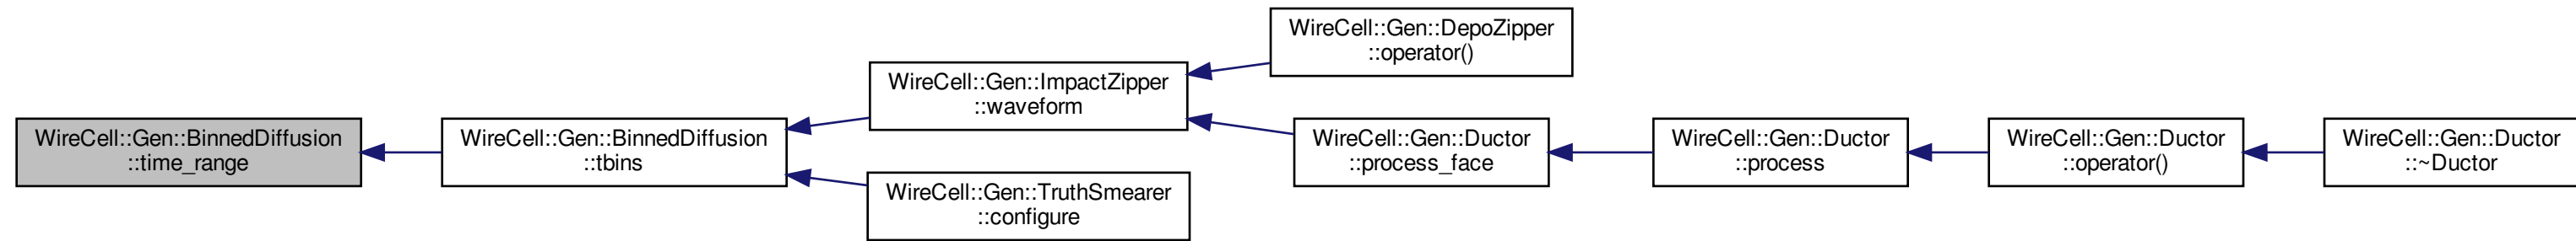 WireCell::Gen::BinnedDiffusion
::time_range
WireCell::Gen::BinnedDiffusion
::tbins
WireCell::Gen::ImpactZipper
::waveform
WireCell::Gen::DepoZipper
::operator()
WireCell::Gen::Ductor
::process_face
WireCell::Gen::Ductor
::process
WireCell::Gen::Ductor
::operator()
WireCell::Gen::Ductor
::~Ductor
WireCell::Gen::TruthSmearer
::configure